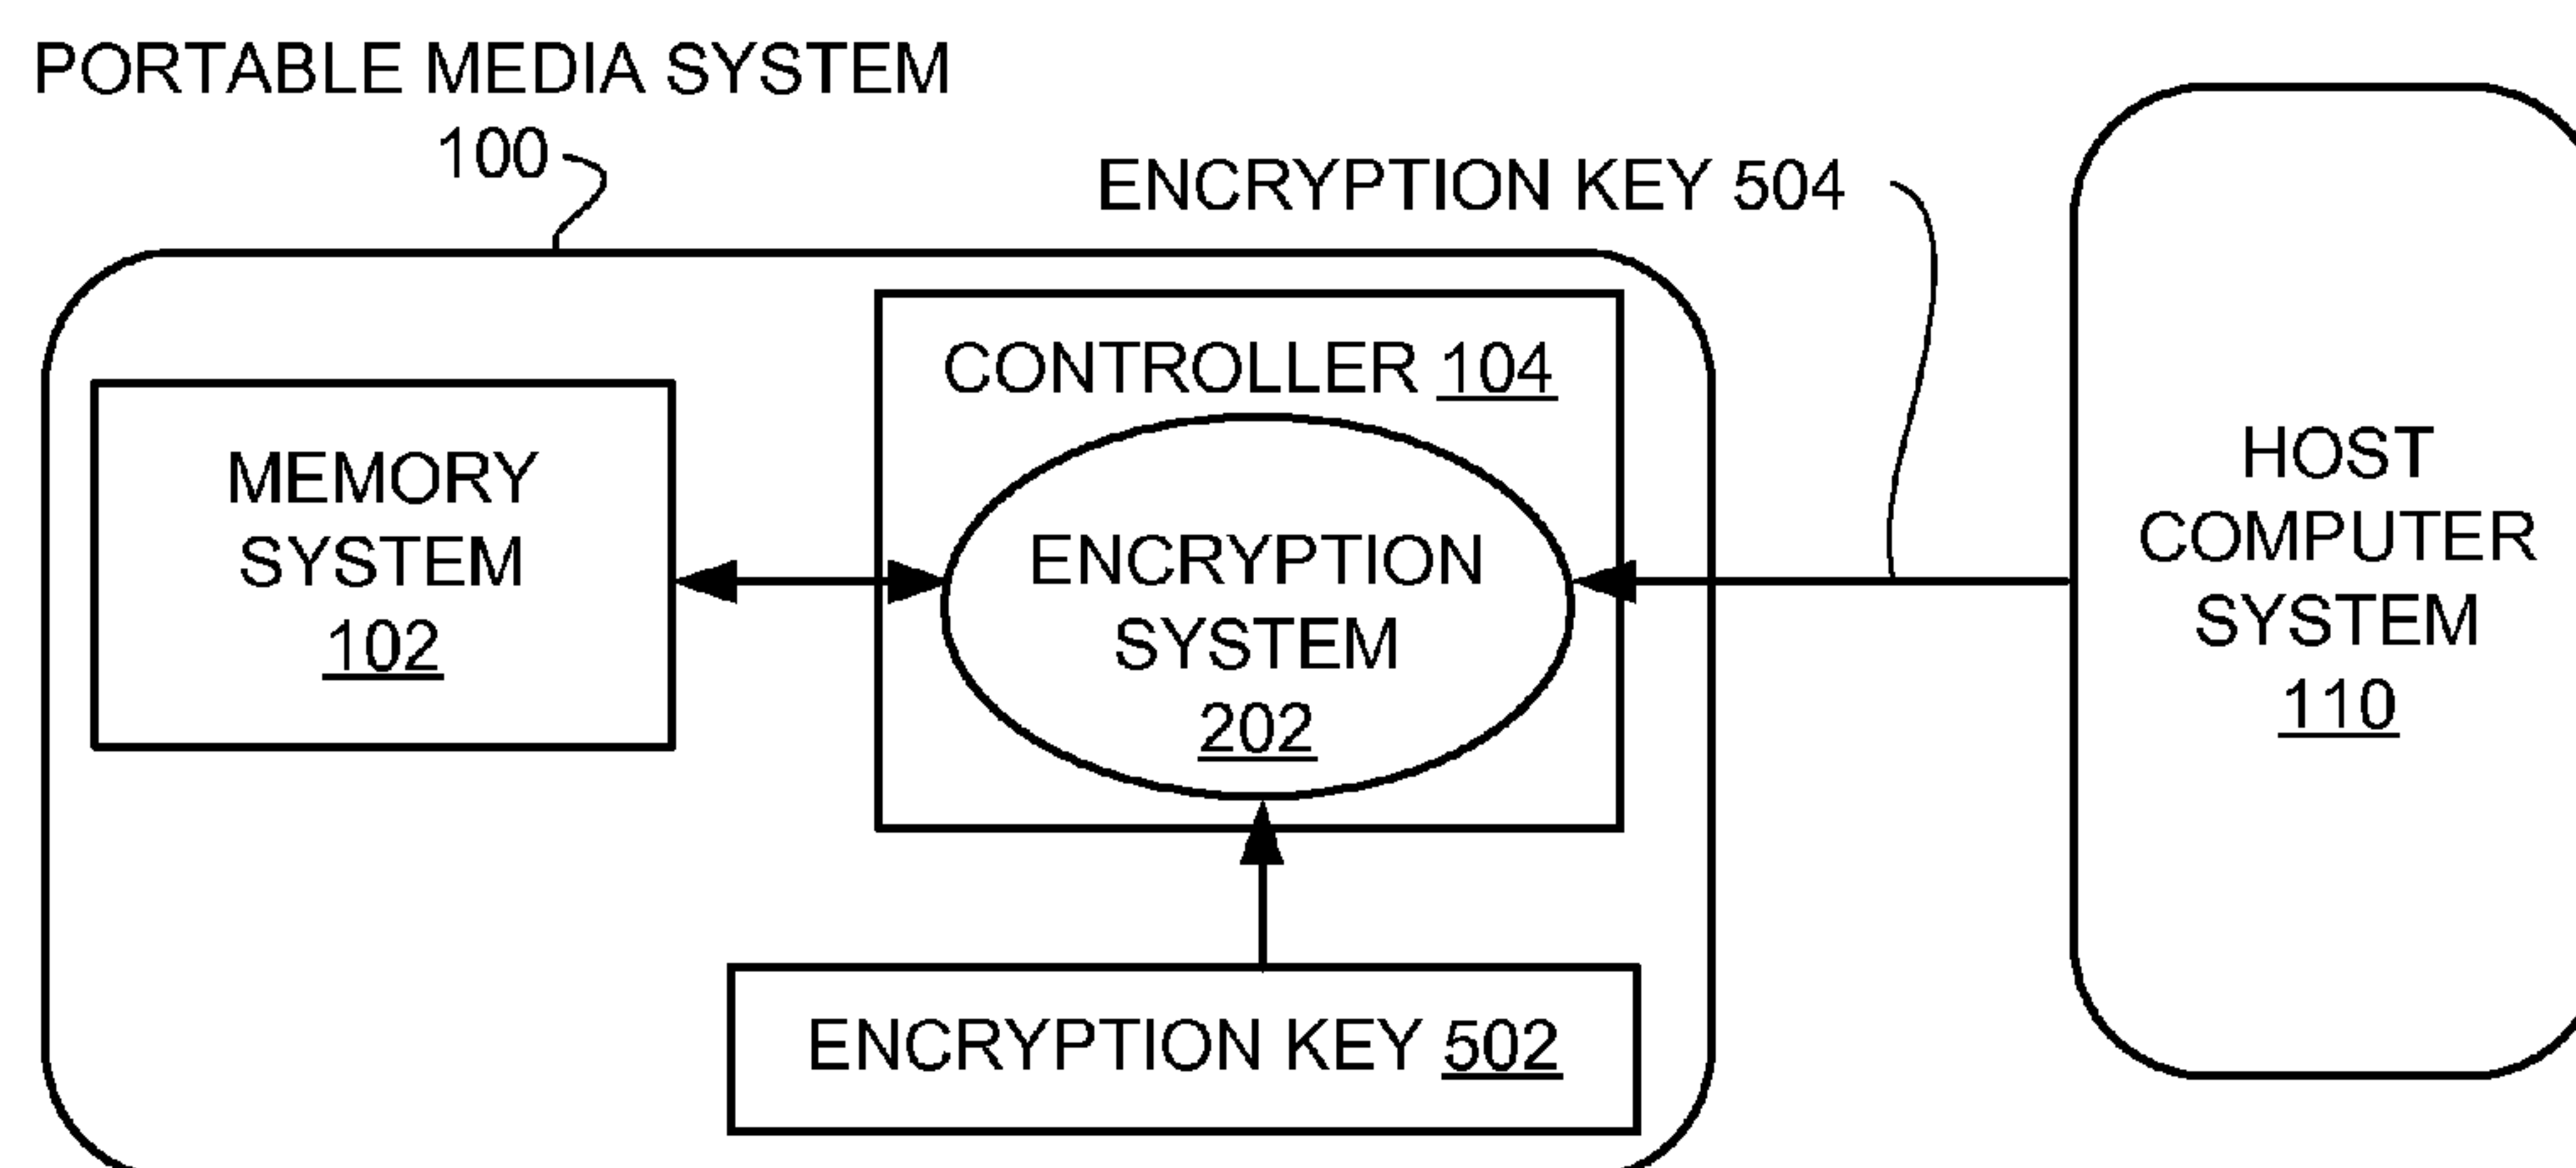 PORTABLE MEDIA SYSTEM
100
ENCRYPTION KEY 504
CONTROLLER 104
MEMORY
SYSTEM
102
ENCRYPTION
SYSTEM
202
HOST
COMPUTER
SYSTEM
110
ENCRYPTION KEY 502